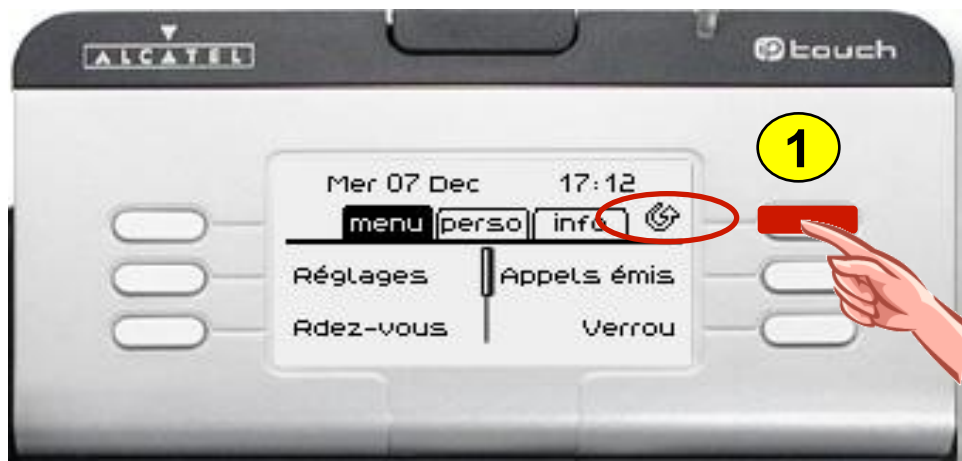 ALCATEL
touch
1
Mer 07 Dec 17:12
menu perso info
Réglages Appels émis
Rdez-vous Verrou